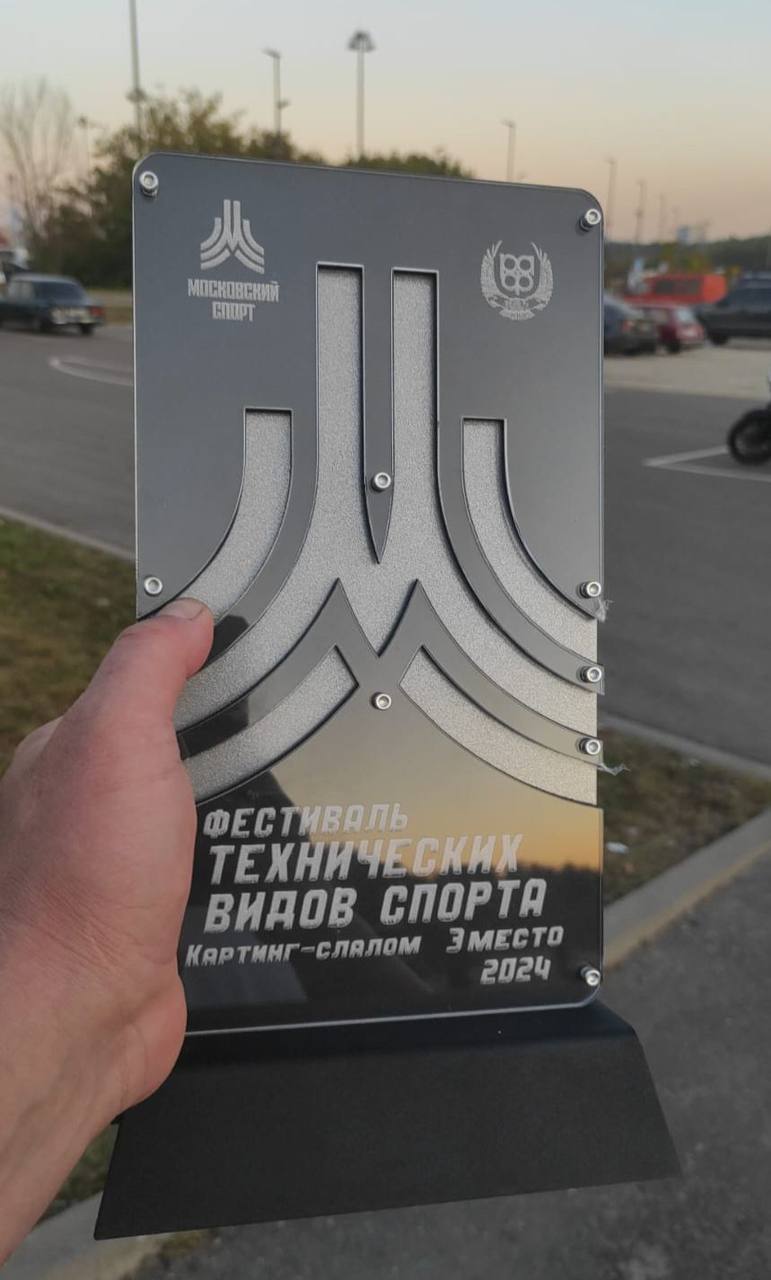 МОСКОВСКИЙ
СПОРТ
ФЕСТИВАЛЬ
ТЕХНИЧЕСКИХ
ВИДОВ СПОРТА
КАРТИНГ-СЛАЛОМ 3 МЕСТО
2024